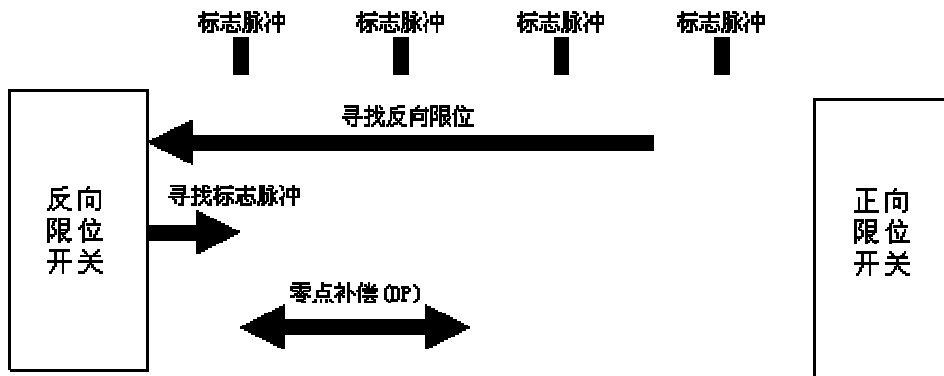 标志脉冲 标志脉冲 标志脉冲 标志脉冲
寻找反向限位
寻找标志脉冲
反向
限位
开关
正向
限位
开关
零点补偿(DP)